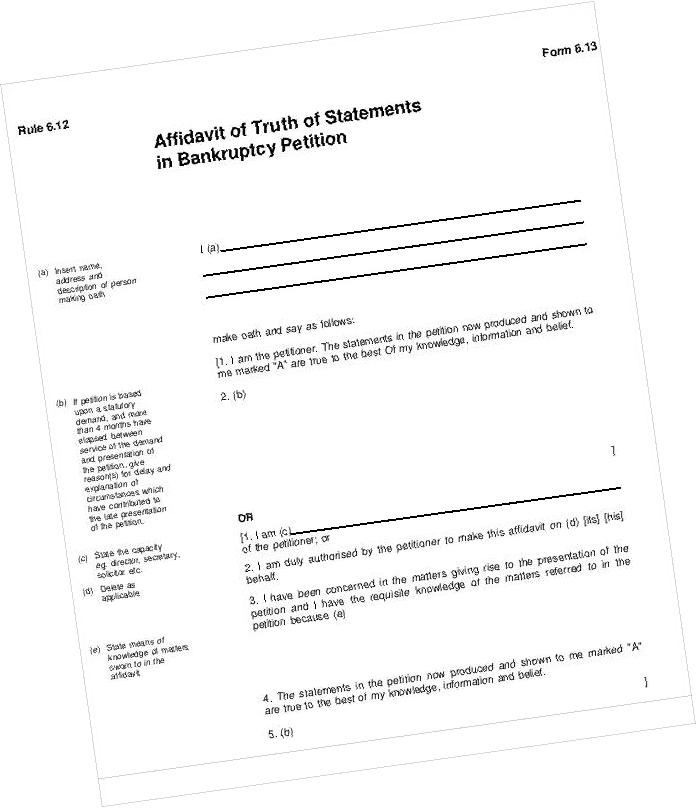 Form 6.13
Rule 6.12
Affidavit of Truth of Statements
in Bankruptcy Petition
I (a)
(a) Insert name,
address and
description of person
making oath
make oath and say as follows:
[1. I am the petitioner. The statements in the petition now produced and shown to
me marked "A" are true to the best Of my knowledge, information and belief.
2. (b)
(b) If petition is based
upon a statutory
demand, and more
than 4 months have
elapsed between
service of the demand
and presentation of
the petition, give
reason(s) for delay and
explanation of
circumstances which
have contributed to
the late presentation
of the petition.
]
OR
[1. I am (c)
of the petitioner; or
2. I am duly authorised by the petitioner to make this affidavit on (d) [its] [his]
behalf.
(c) State the capacity
eg. director, secretary,
solicitor etc.
(d) Delete as
applicable
3. I have been concerned in the matters giving rise to the presentation of the
petition and I have the requisite knowledge of the matters referred to in the
petition because (e)
(e) State means of
knowledge of matters
sworn to in the
affidavit
4. The statements in the petition now produced and shown to me marked "A"
are true to the best of my knowledge, information and belief.
]
5. (b)